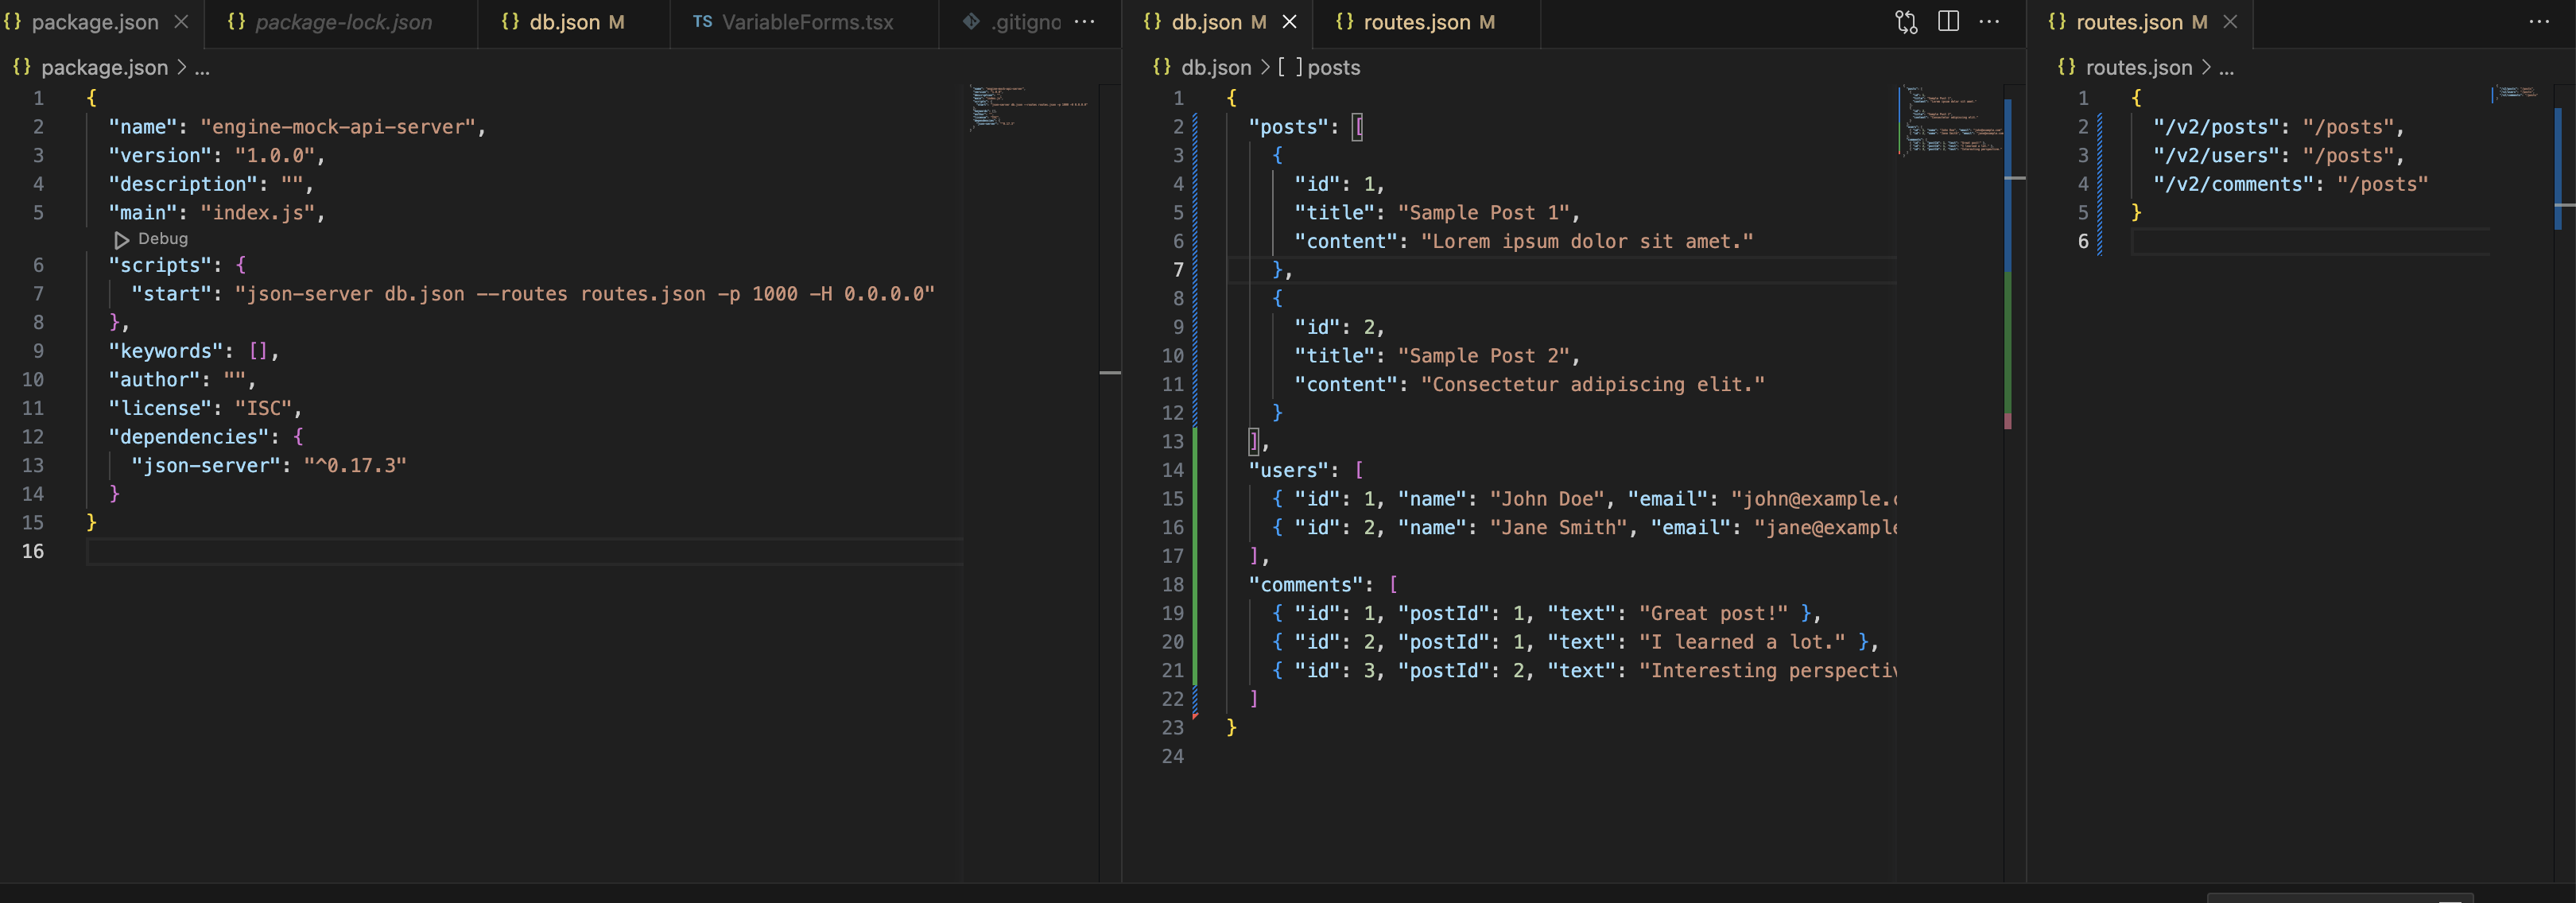 package.json
package-lock.json
db.json M
TS VariableForms.tsx
.gitignc
package.json > ...
1 {
2 "name": "engine-mock-api-server",
3 "version": "1.0.0",
4 "description": "",
5 "main": "index.js",
Debug
6 "scripts": {
7 "start": "json-server db.json --routes routes.json -p 1000 -H 0.0.0.0"
8 },
9 "keywords": [],
10 "author": "",
11 "license": "ISC",
12 "dependencies": {
13 "json-server": "^0.17.3"
14 }
15 }
16
db.json M
routes.json M
db.json > [ ] posts
1 {
2 "posts": [
3 {
4 "id": 1,
5 "title": "Sample Post 1",
6 "content": "Lorem ipsum dolor sit amet."
7 },
8 {
9 "id": 2,
10 "title": "Sample Post 2",
11 "content": "Consectetur adipiscing elit."
12 }
13 ],
14 "users": [
15 { "id": 1, "name": "John Doe", "email": "john@example.c
16 { "id": 2, "name": "Jane Smith", "email": "jane@example
17 ],
18 "comments": [
19 { "id": 1, "postId": 1, "text": "Great post!" },
20 { "id": 2, "postId": 1, "text": "I learned a lot." },
21 { "id": 3, "postId": 2, "text": "Interesting perspectiv
22 ]
23 }
24
routes.json M
routes.json > ...
1 {
2 "/v2/posts": "/posts",
3 "/v2/users": "/posts",
4 "/v2/comments": "/posts"
5 }
6